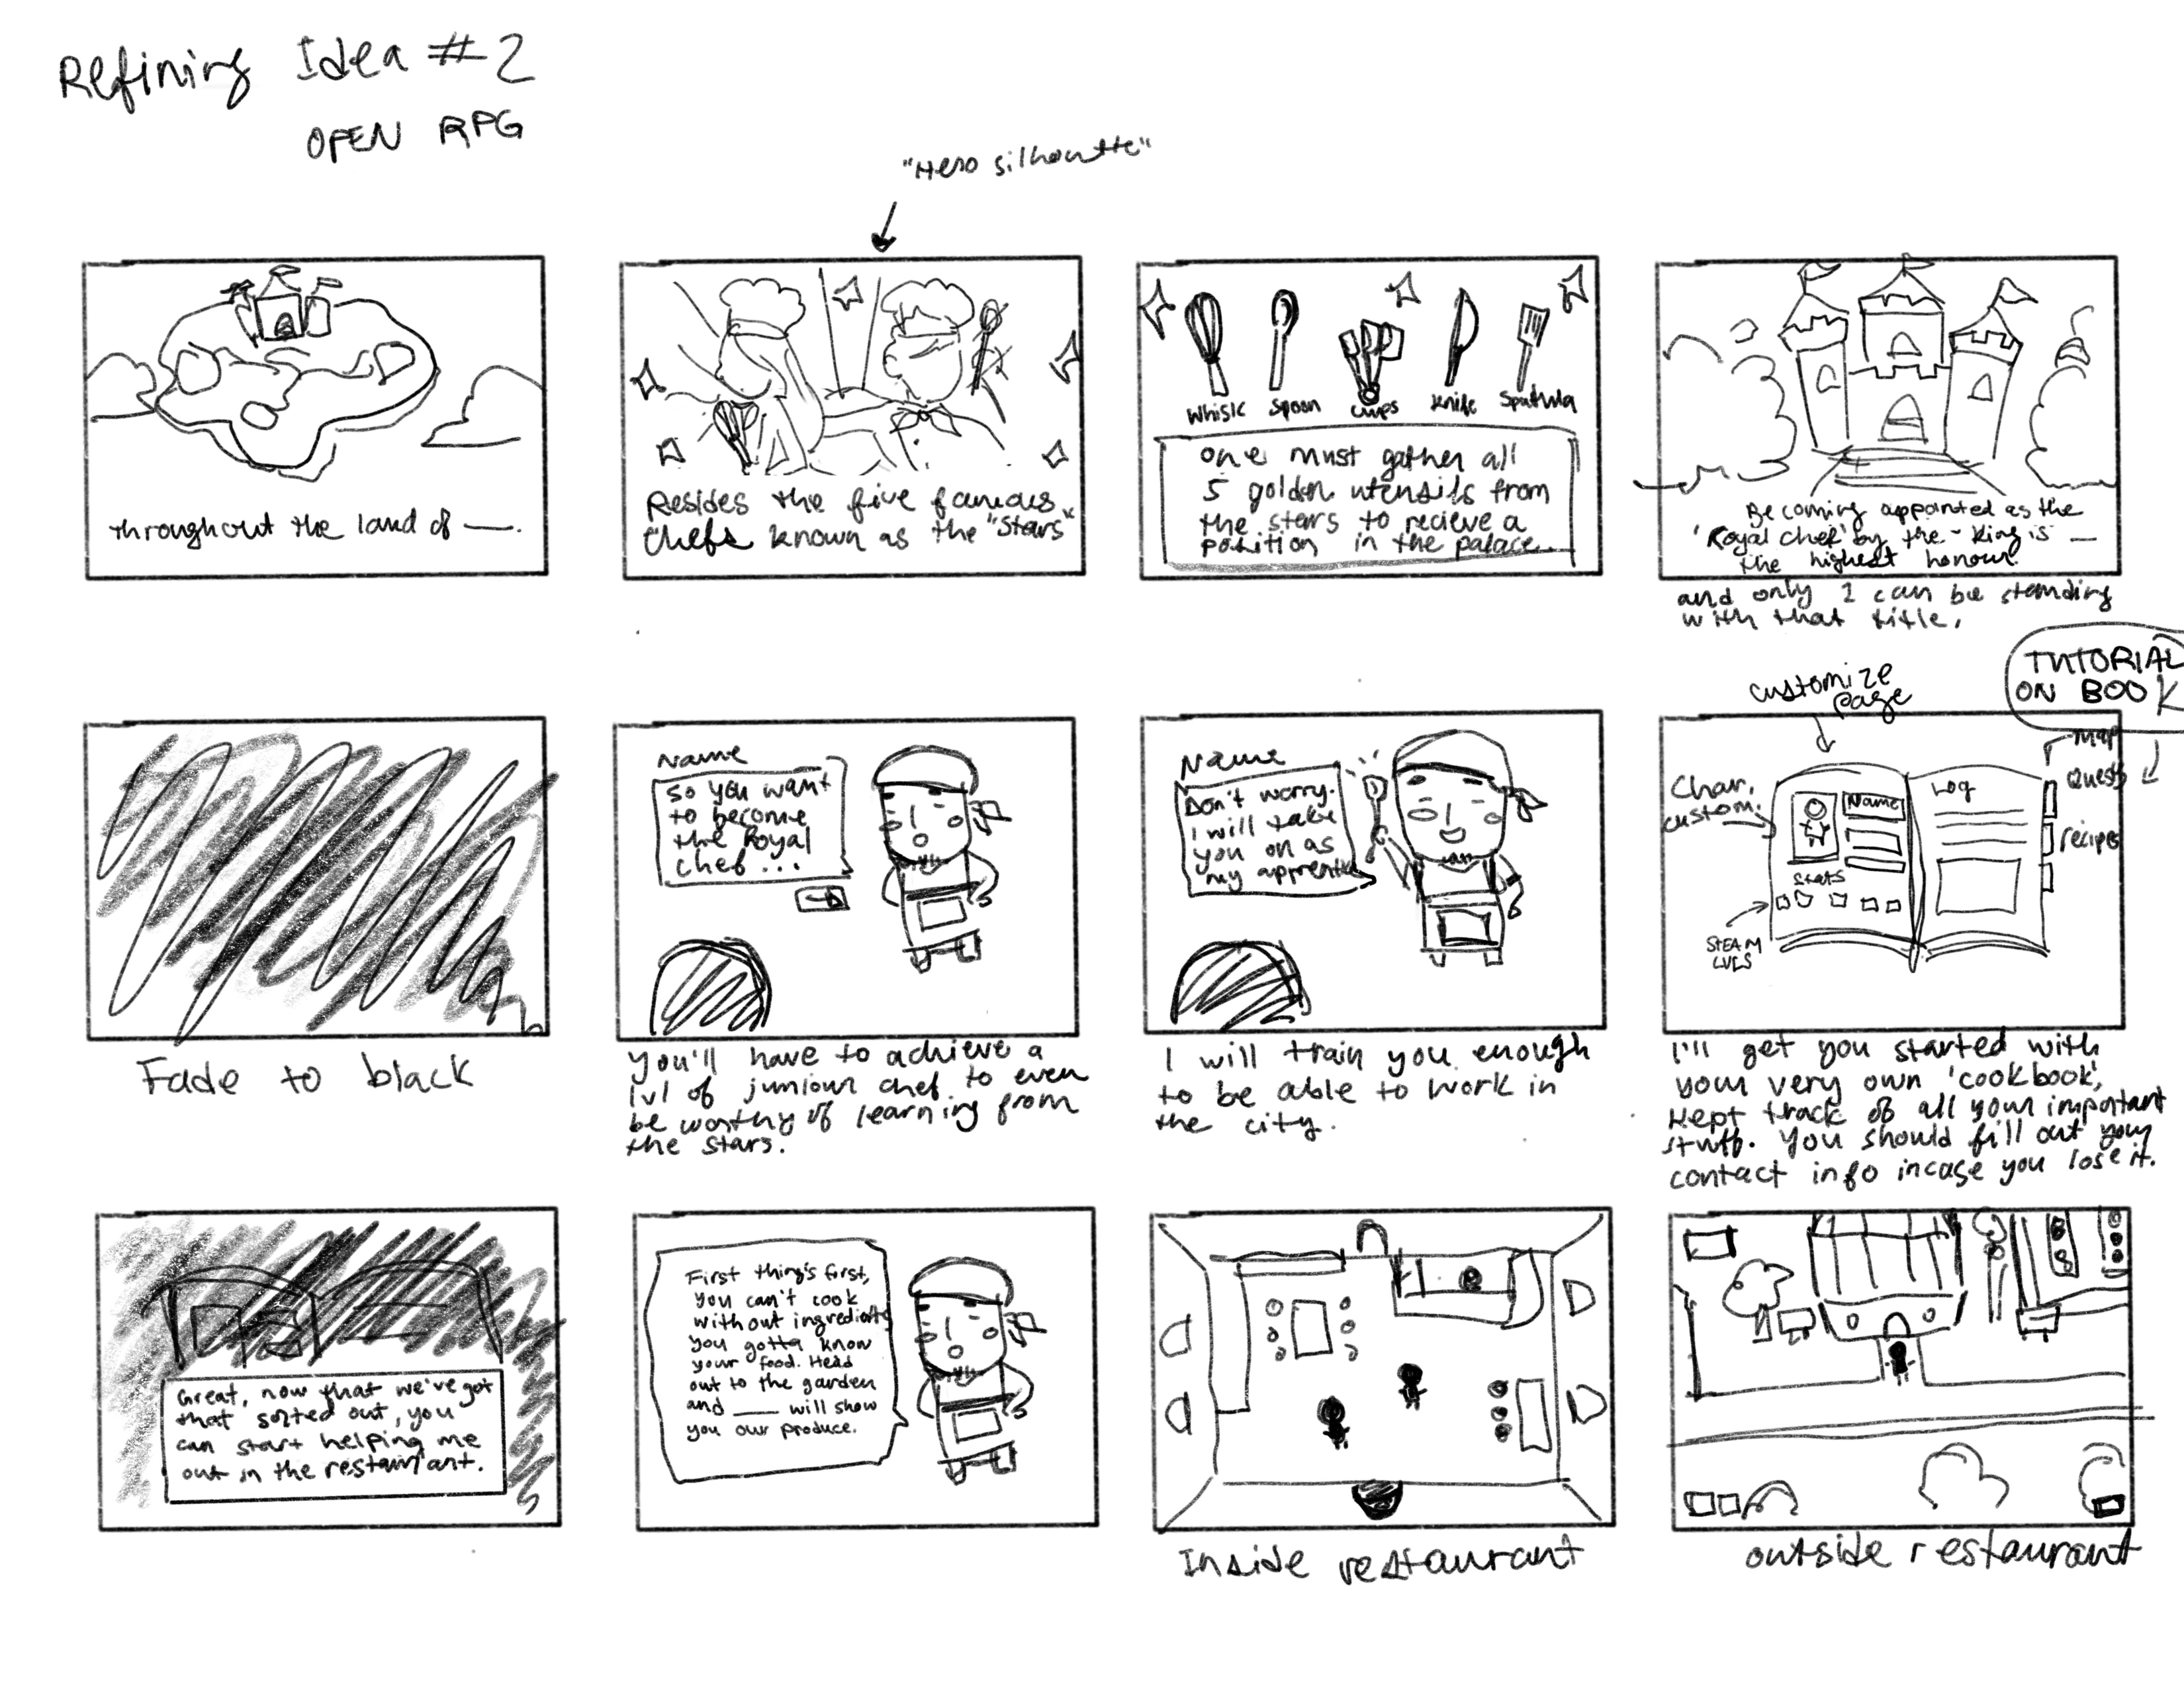 Refining Idea #2
OPEN RPG
"Hero silhoutte"
throughout the land of ___.
Resides the five famous
chefs known as the "Stars"
Whisk Spoon cups knife Spatula
one must gather all
5 golden utensils from
the stars to recieve a
position in the palace.
Becoming appointed as the
'Royal chef' by the king is
the highest honour.
and only 1 can be standing
with that title.
Fade to black
Name
So you want
to become
the Royal
chef...
You'll have to achieve a
lvl of juniour chef to even
be worthy of learning from
the stars.
Name
Don't worry.
I will take
you on as
my apprentice
I will train you enough
to be able to work in
the city.
customize
page
TUTORIAL
ON BOOK
Char.
custom.
Name
Stats
STEAM
LVLS
Log
map
quests
recipes
I'll get you started with
your very own 'cookbook',
kept track of all your important
stuff. You should fill out your
contact info incase you lose it.
Great, now that we've got
that sorted out, you
can start helping me
out in the restaurant.
First thing's first,
you can't cook
without ingredients
you gotta know
your food. Head
out to the garden
and ___ will show
you our produce.
Inside restaurant
outside restaurant